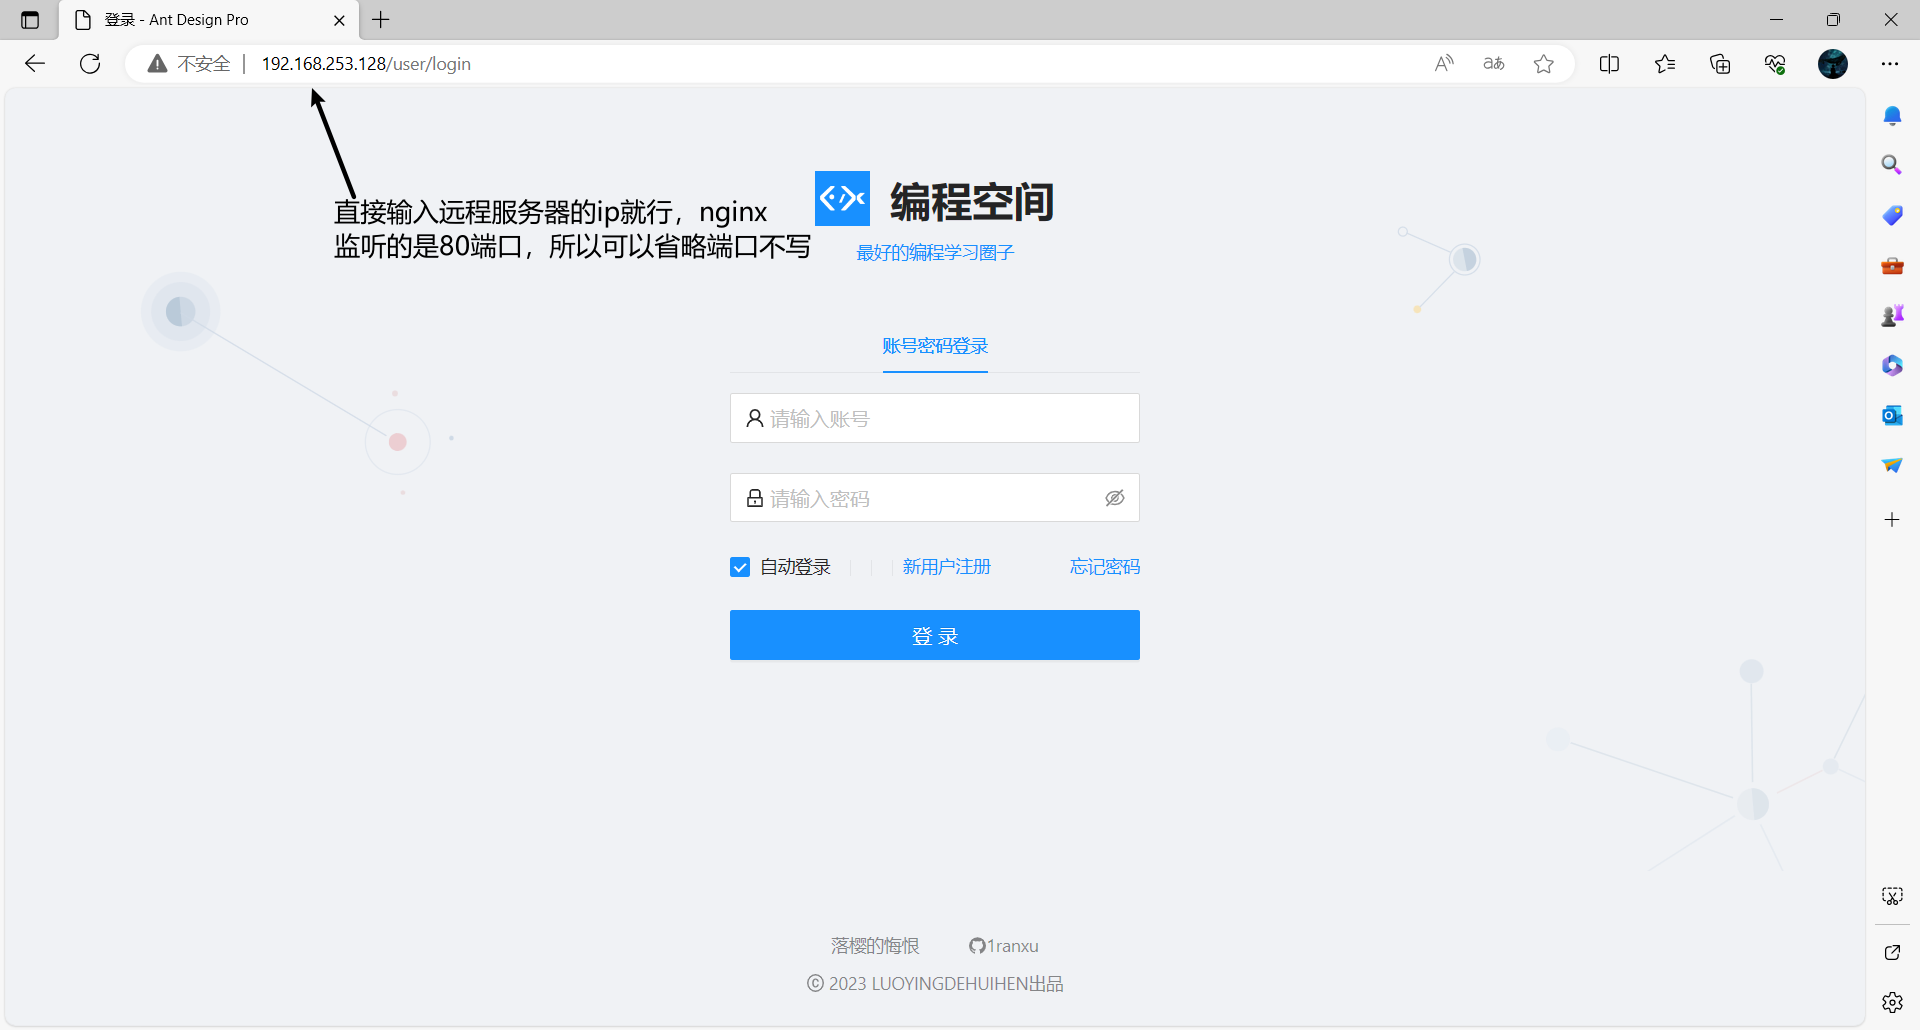 登录 - Ant Design Pro
不安全
192.168.253.128/user/login
直接输入远程服务器的ip就行，nginx
监听的是80端口，所以可以省略端口不写
编程空间
最好的编程学习圈子
账号密码登录
请输入账号
请输入密码
自动登录
新用户注册
忘记密码
登 录
落樱的悔恨
1ranxu
© 2023 LUOYINGDEHUIHEN出品